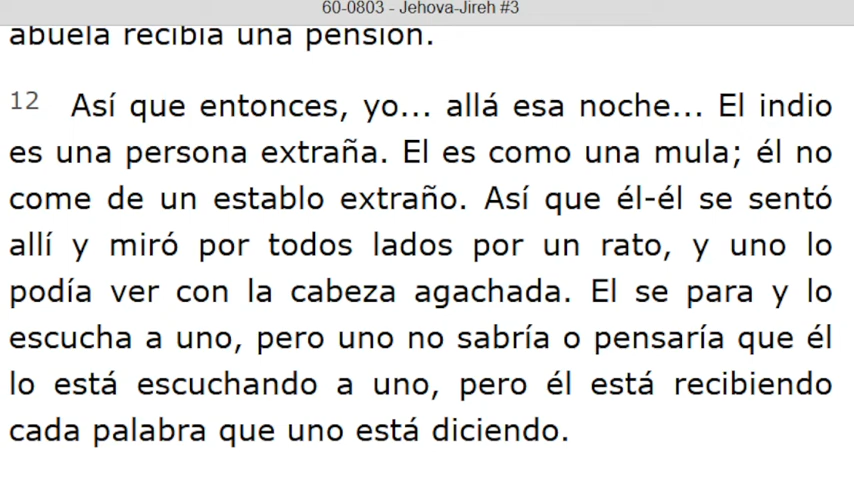 60-0803 - Jehova-Jireh #3
abuela recibía una pensión.
12 Así que entonces, yo... allá esa noche... El indio
es una persona extraña. El es como una mula; él no
come de un establo extraño. Así que él-él se sentó
allí y miró por todos lados por un rato, y uno lo
podía ver con la cabeza agachada. El se para y lo
escucha a uno, pero uno no sabría o pensaría que él
lo está escuchando a uno, pero él está recibiendo
cada palabra que uno está diciendo.